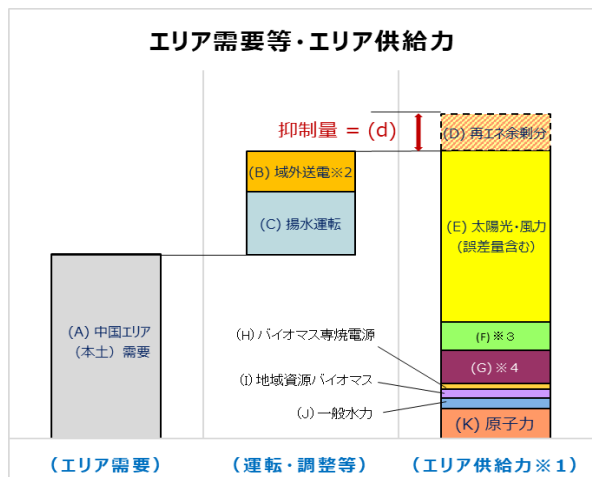 エリア需要等・エリア供給力
抑制量 = (d)
(D) 再エネ余剰分
(B) 域外送電※2
(C) 揚水運転
(E) 太陽光・風力
(誤差量含む)
(A) 中国エリア
(本土) 需要
(H) バイオマス専焼電源
(F) ※3
(G) ※4
(I) 地域資源バイオマス
(J) 一般水力
(K) 原子力
(エリア需要)
(運転・調整等)
(エリア供給力※1)